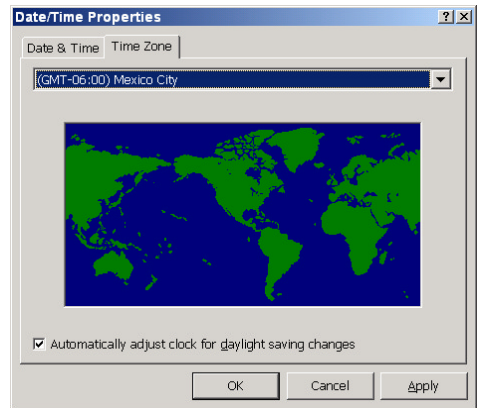 Date/Time Properties
Date & Time Time Zone
(GMT-06:00) Mexico City
Automatically adjust clock for daylight saving changes
OK Cancel Apply